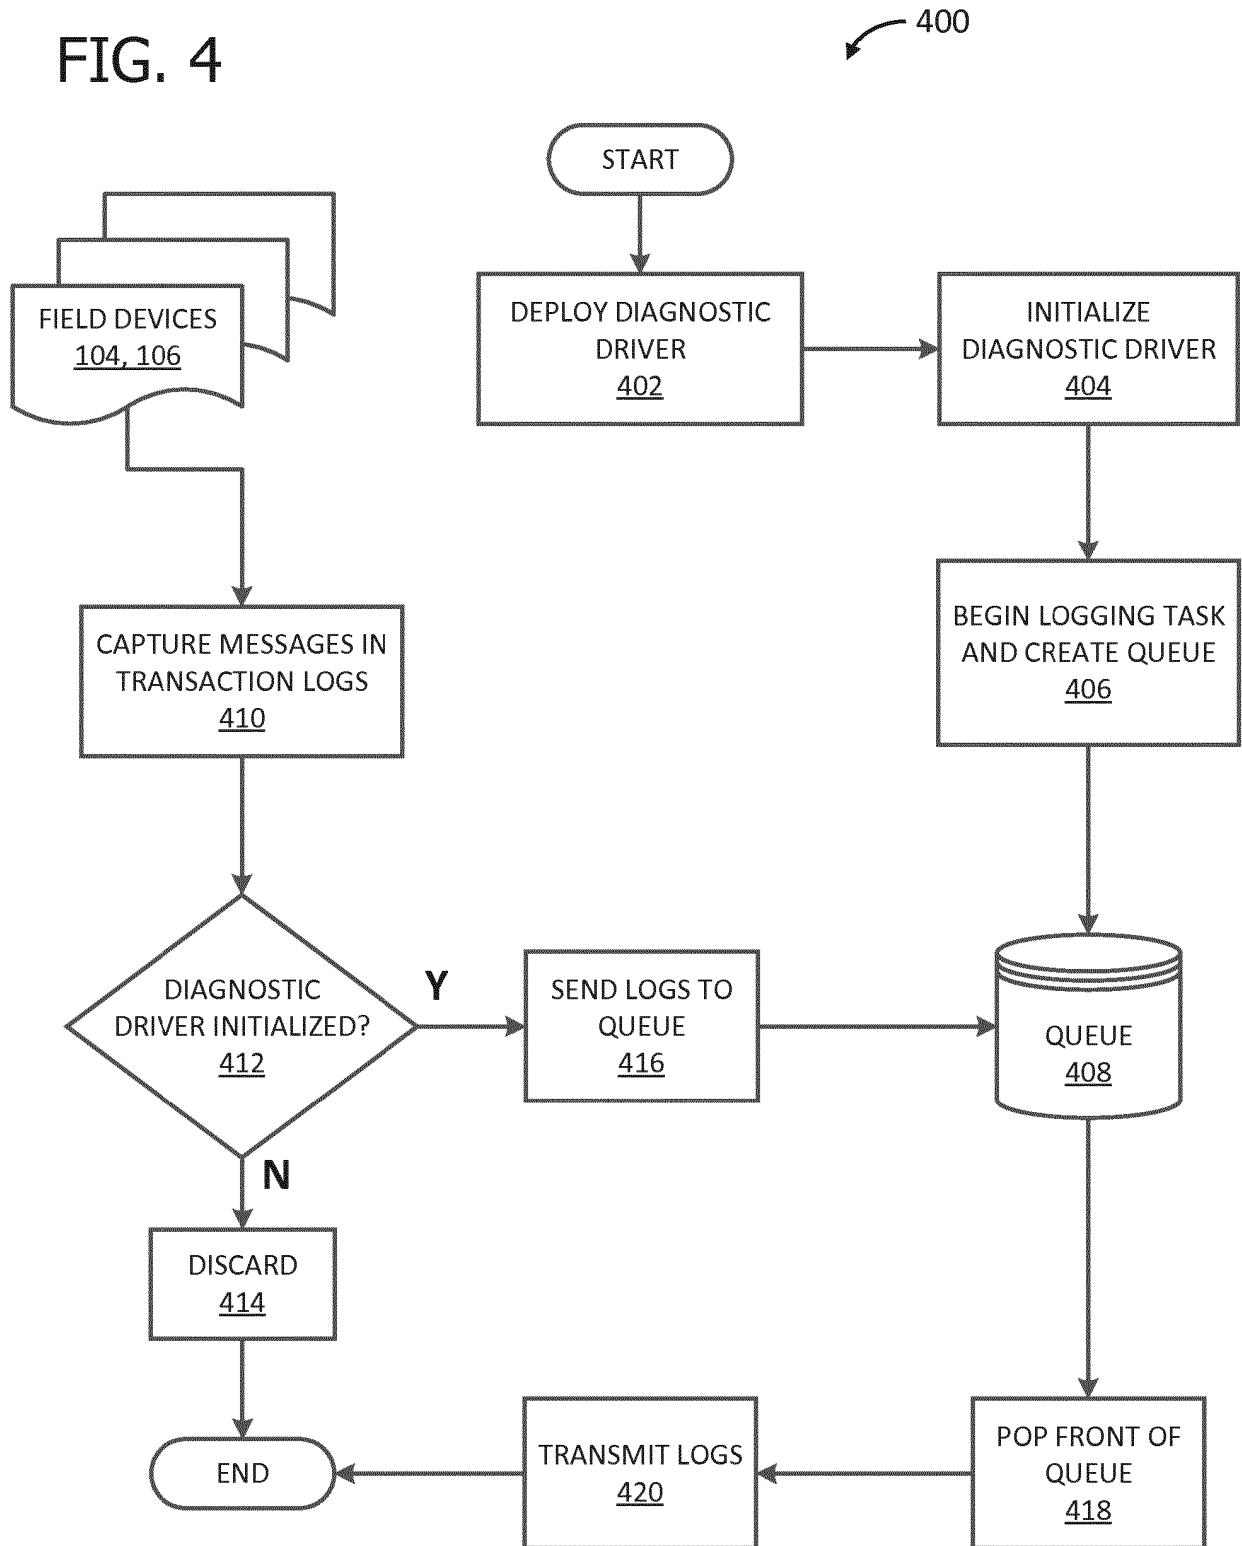 FIG. 4
400
START
FIELD DEVICES
104, 106
DEPLOY DIAGNOSTIC
DRIVER
402
INITIALIZE
DIAGNOSTIC DRIVER
404
BEGIN LOGGING TASK
AND CREATE QUEUE
406
CAPTURE MESSAGES IN
TRANSACTION LOGS
410
DIAGNOSTIC
DRIVER INITIALIZED?
412
Y
SEND LOGS TO
QUEUE
416
QUEUE
408
N
DISCARD
414
END
TRANSMIT LOGS
420
POP FRONT OF
QUEUE
418